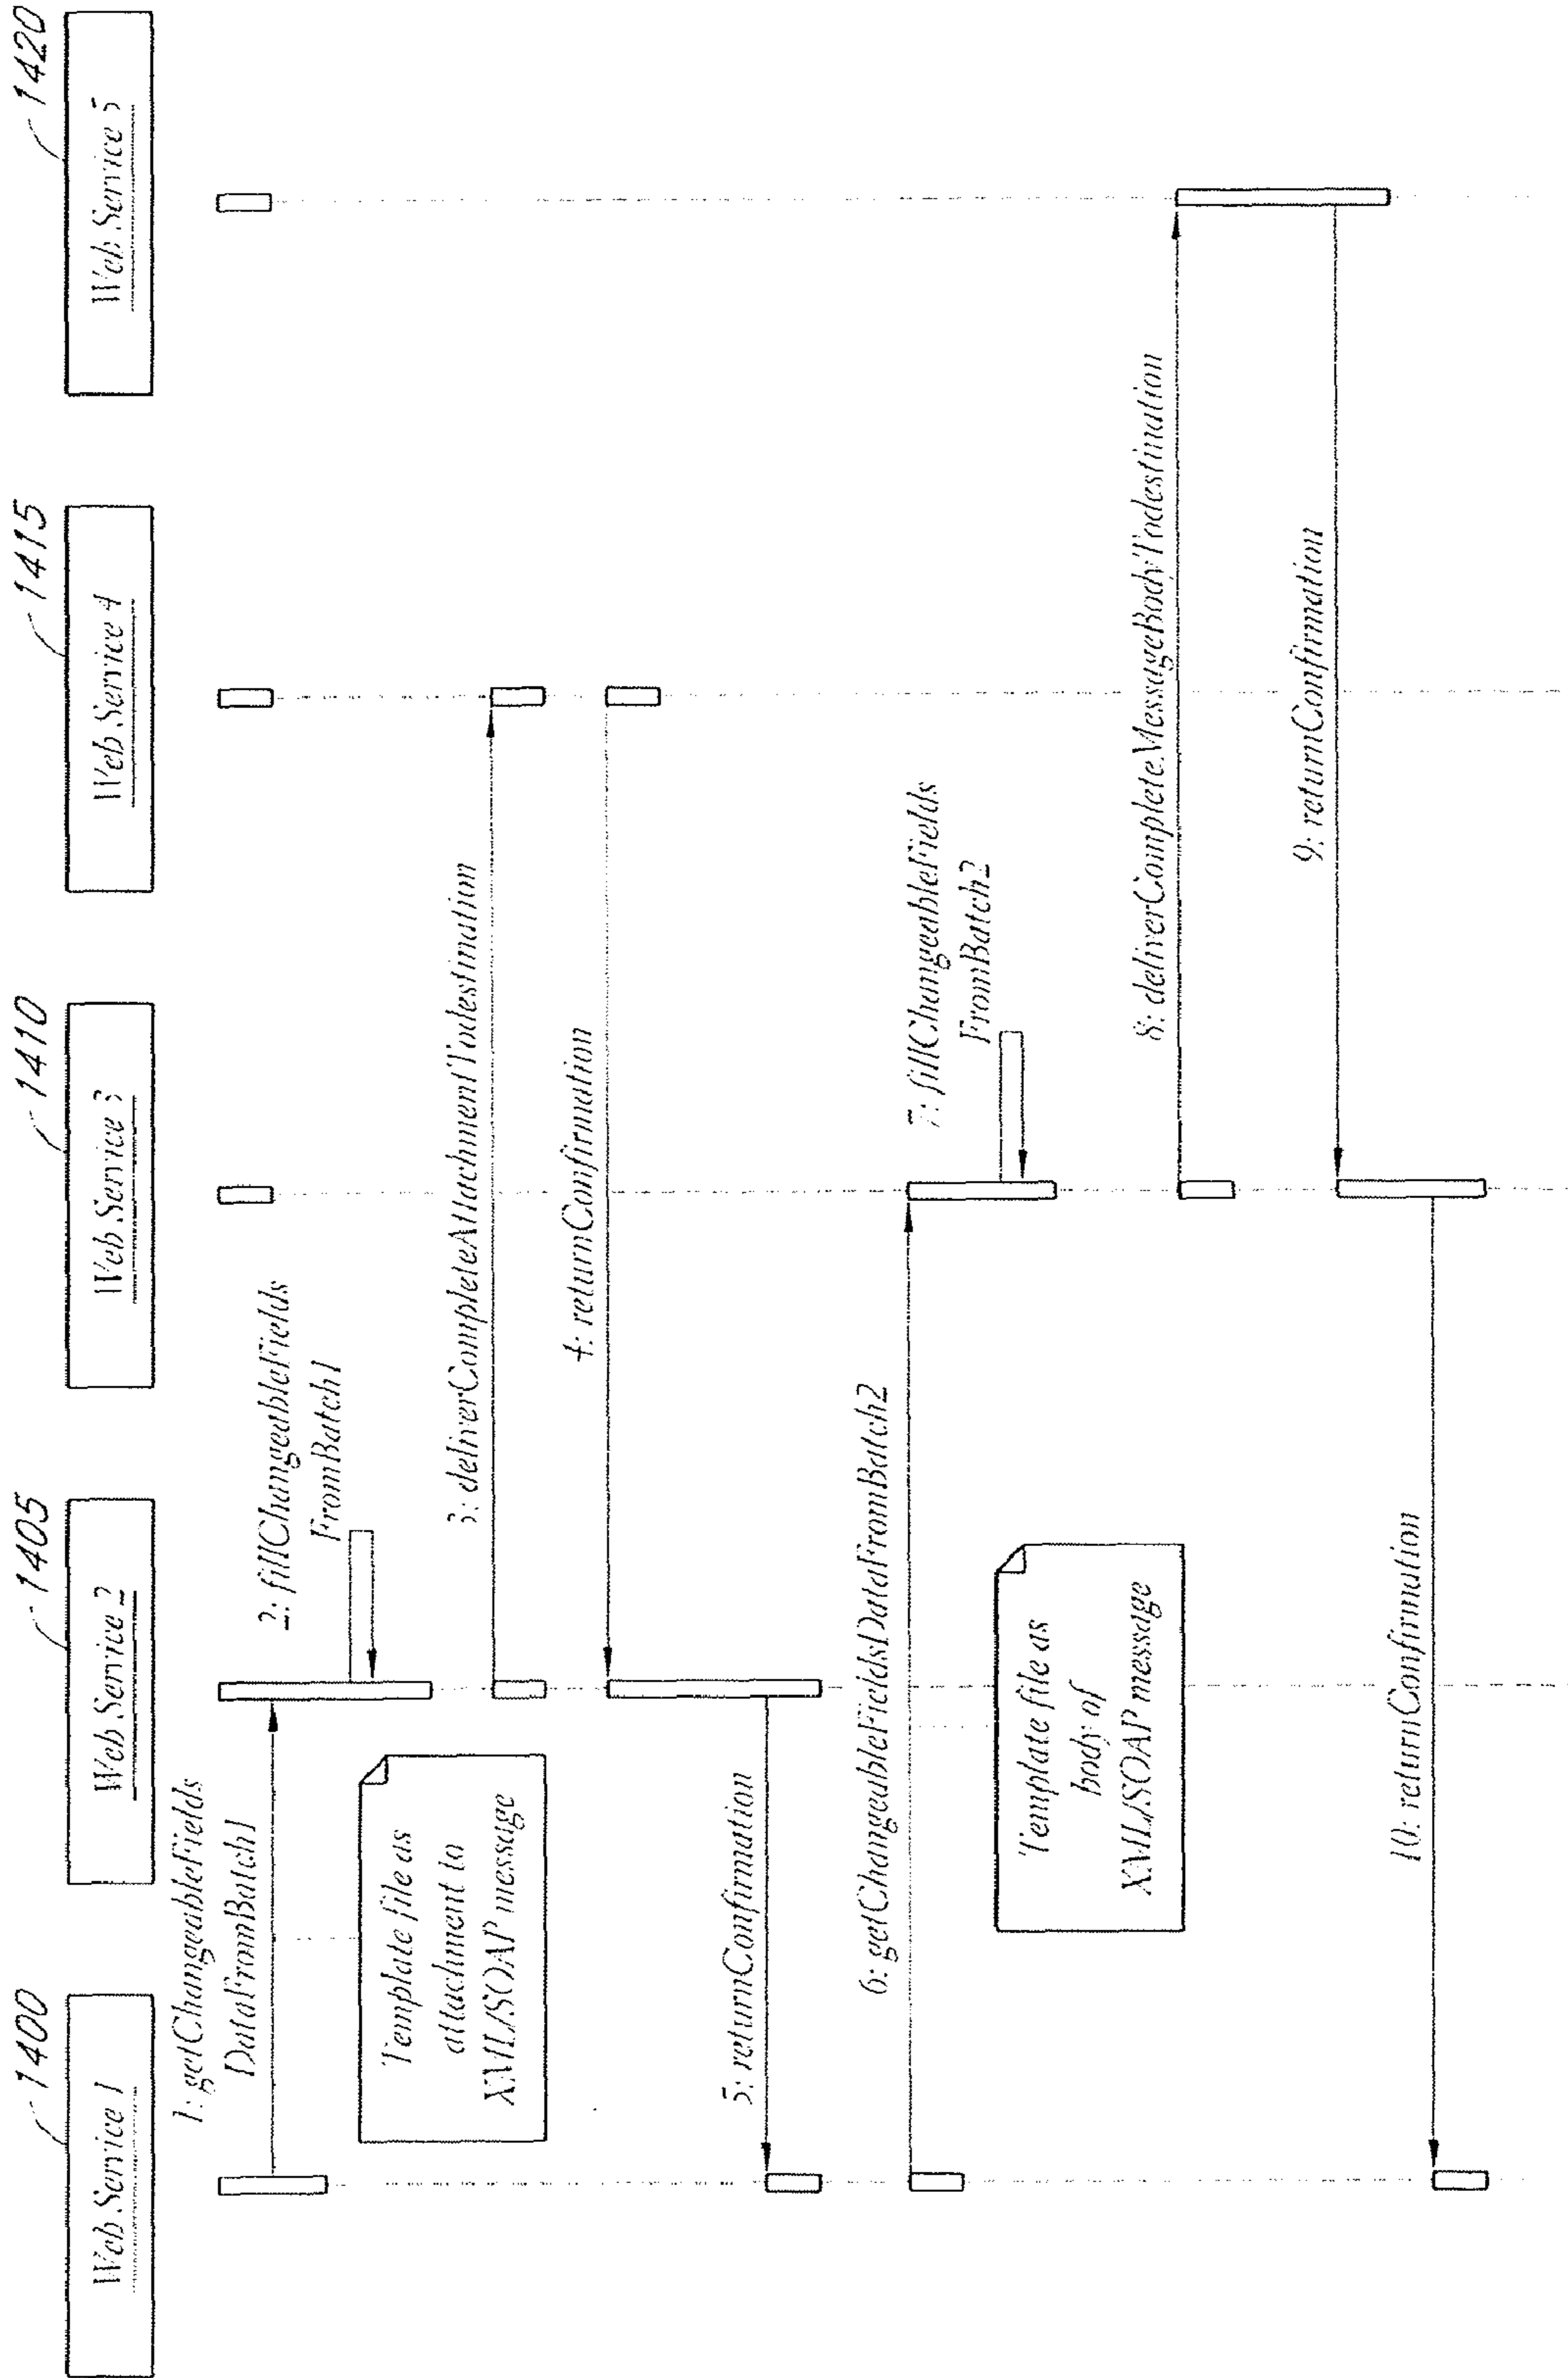 1400
1405
1410
1415
1420
Web Service 1
Web Service 2
Web Service 3
Web Service 4
Web Service 5
1: getChangeableFields
DataFromBatch1
2: fillChangeableFields
FromBatch1
Template file as
attachment to
XML/SOAP message
3: deliverCompleteAttachmentTodestination
4: returnConfirmation
5: returnConfirmation
6: getChangeableFieldsDataFromBatch2
7: fillChangeableFields
FromBatch2
Template file as
body of
XML/SOAP message
8: deliverCompleteMessageBodyTodestination
9: returnConfirmation
10: returnConfirmation